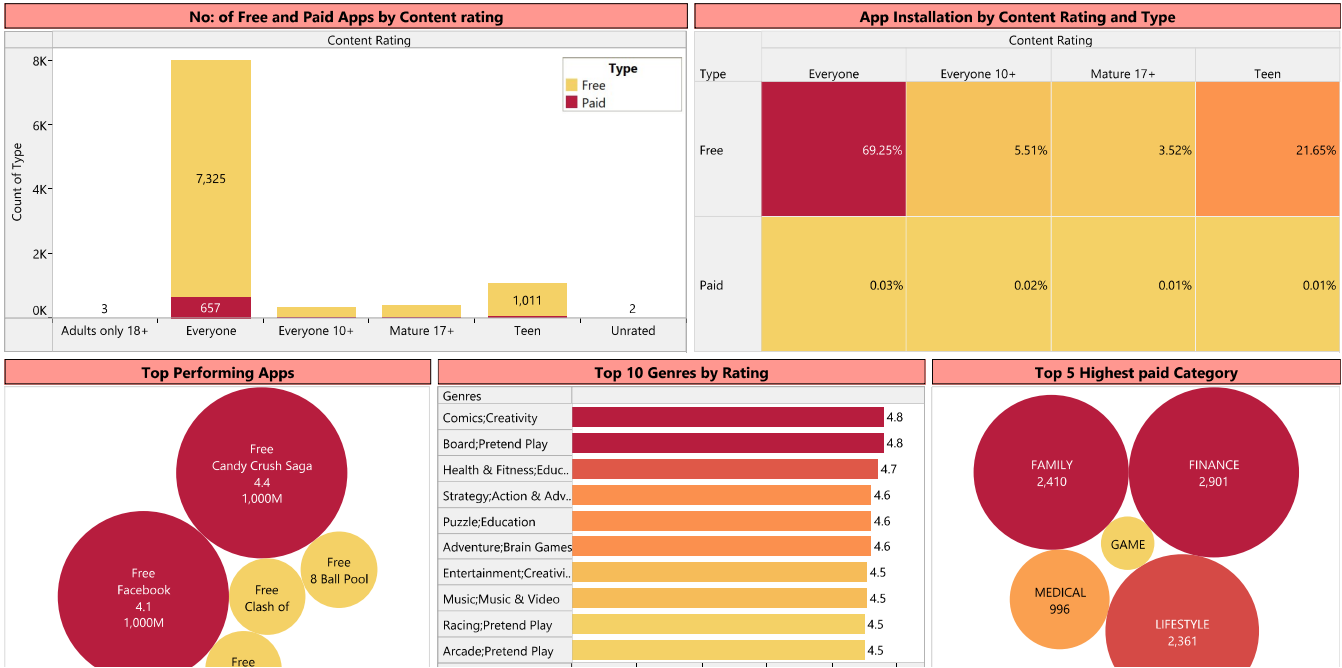 No: of Free and Paid Apps by Content rating
Content Rating
8K
6K
4K
2K
0K
Count of Type
Type
Free
Paid
3
7,325
657
1,011
2
Adults only 18+
Everyone
Everyone 10+
Mature 17+
Teen
Unrated
App Installation by Content Rating and Type
Content Rating
Type Everyone Everyone 10+ Mature 17+ Teen
Free 69.25% 5.51% 3.52% 21.65%
Paid 0.03% 0.02% 0.01% 0.01%
Top Performing Apps
Free
Candy Crush Saga
4.4
1,000M
Free
Facebook
4.1
1,000M
Free
8 Ball Pool
Free
Clash of
Free
Top 10 Genres by Rating
Genres
Comics;Creativity 4.8
Board;Pretend Play 4.8
Health & Fitness;Educ.. 4.7
Strategy;Action & Adv.. 4.6
Puzzle;Education 4.6
Adventure;Brain Games 4.6
Entertainment;Creativi.. 4.5
Music;Music & Video 4.5
Racing;Pretend Play 4.5
Arcade;Pretend Play 4.5
Top 5 Highest paid Category
FAMILY
2,410
FINANCE
2,901
GAME
MEDICAL
996
LIFESTYLE
2,361